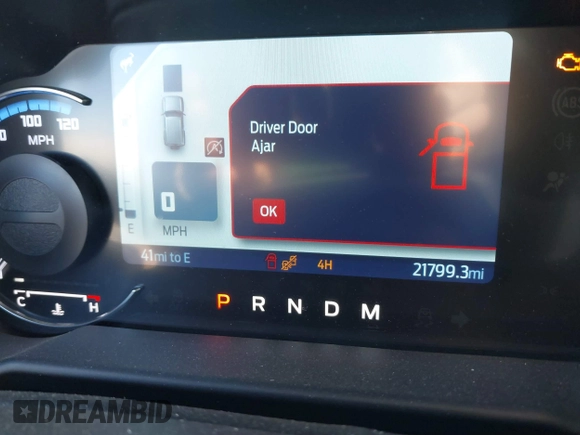 100
120
MPH
Driver Door
Ajar
OK
0
E
MPH
41mi to E
4H
21799.3mi
C
H
P R N D M
DREAMBID